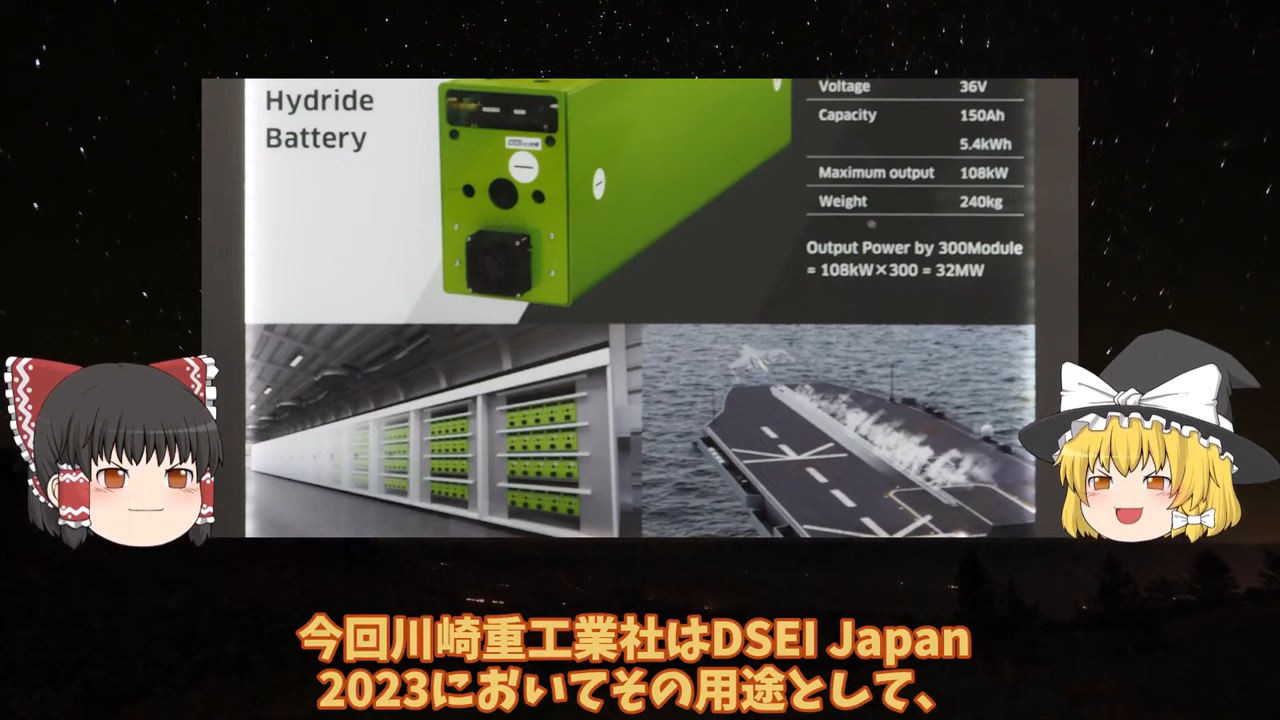 Hydride
Battery
Voltage 36V
Capacity 150Ah
5.4kWh
Maximum output 108kW
Weight 240kg
Output Power by 300Module
= 108kW×300 = 32MW
今回川崎重工業社はDSEI Japan
2023においてその用途として、